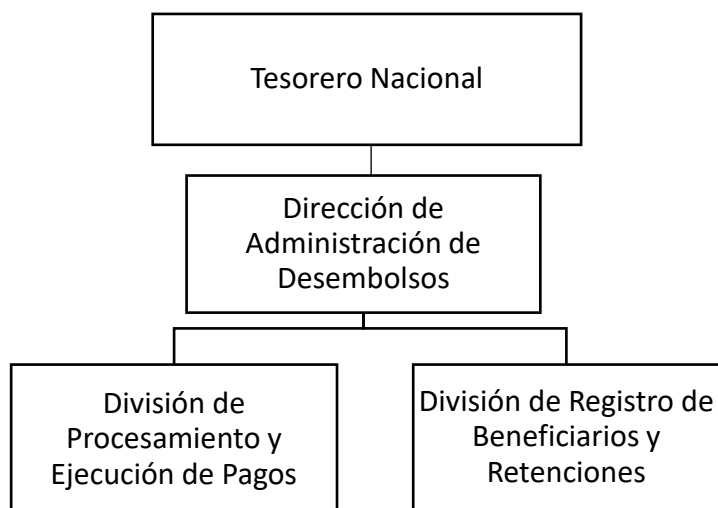 Tesorero Nacional
Dirección de
Administración de
Desembolsos
División de
Procesamiento y
Ejecución de Pagos
División de Registro de
Beneficiarios y
Retenciones